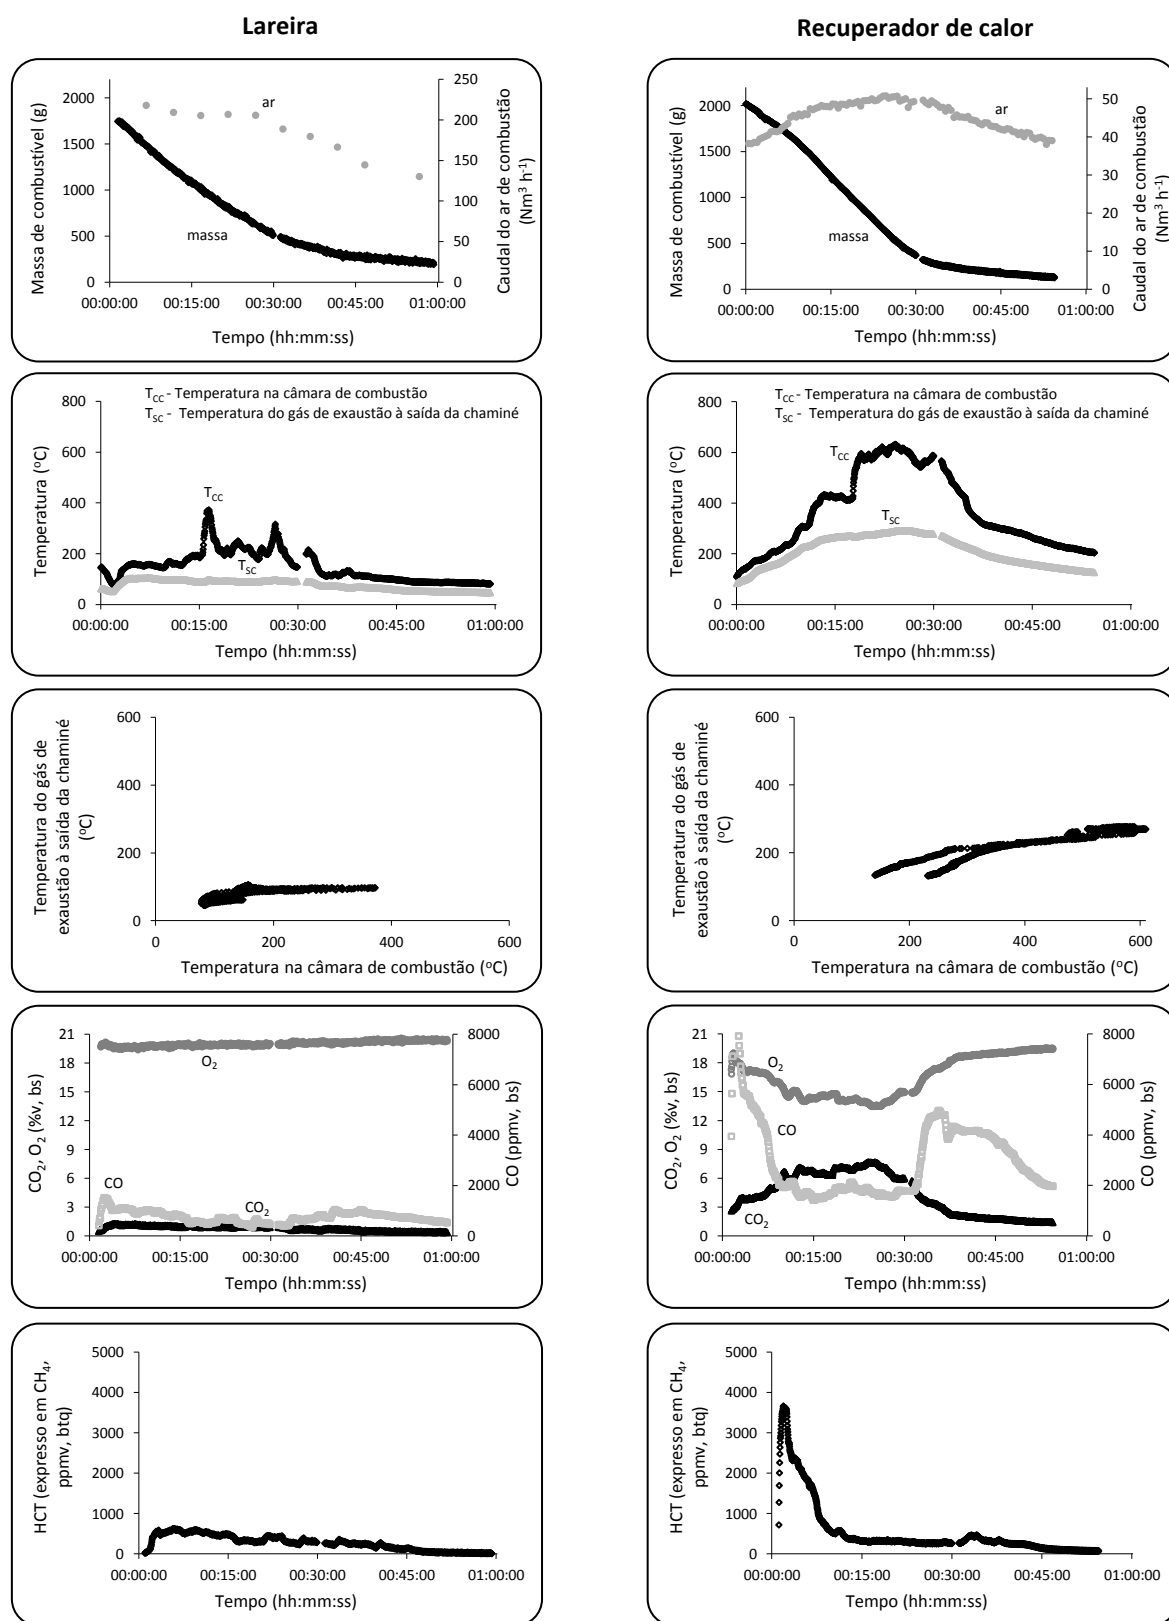 Lareira
Recuperador de calor
Massa de combustível (g)
2000
1500
1000
500
0
ar
massa
250
200
150
100
50
0
Caudal do ar de combustão
(Nm³ h⁻¹)
00:00:00 00:15:00 00:30:00 00:45:00 01:00:00
Tempo (hh:mm:ss)
Massa de combustível (g)
2000
1500
1000
500
0
ar
massa
50
40
30
20
10
0
Caudal do ar de combustão
(Nm³ h⁻¹)
00:00:00 00:15:00 00:30:00 00:45:00 01:00:00
Tempo (hh:mm:ss)
T_CC - Temperatura na câmara de combustão
T_SC - Temperatura do gás de exaustão à saída da chaminé
Temperatura (ºC)
800
600
400
200
0
T_CC
T_SC
00:00:00 00:15:00 00:30:00 00:45:00 01:00:00
Tempo (hh:mm:ss)
T_CC - Temperatura na câmara de combustão
T_SC - Temperatura do gás de exaustão à saída da chaminé
Temperatura (ºC)
800
600
400
200
0
T_CC
T_SC
00:00:00 00:15:00 00:30:00 00:45:00 01:00:00
Tempo (hh:mm:ss)
Temperatura do gás de
exaustão à saída da chaminé
(ºC)
600
400
200
0
0 200 400 600
Temperatura na câmara de combustão (ºC)
Temperatura do gás de
exaustão à saída da chaminé
(ºC)
600
400
200
0
0 200 400 600
Temperatura na câmara de combustão (ºC)
CO₂, O₂ (%v, bs)
21
18
15
12
9
6
3
0
O₂
CO
CO₂
8000
6000
4000
2000
0
CO (ppmv, bs)
00:00:00 00:15:00 00:30:00 00:45:00 01:00:00
Tempo (hh:mm:ss)
CO₂, O₂ (%v, bs)
21
18
15
12
9
6
3
0
O₂
CO
CO₂
8000
6000
4000
2000
0
CO (ppmv, bs)
00:00:00 00:15:00 00:30:00 00:45:00 01:00:00
Tempo (hh:mm:ss)
HCT (expresso em CH₄,
ppmv, btq)
5000
4000
3000
2000
1000
0
00:00:00 00:15:00 00:30:00 00:45:00 01:00:00
Tempo (hh:mm:ss)
HCT (expresso em CH₄,
ppmv, btq)
5000
4000
3000
2000
1000
0
00:00:00 00:15:00 00:30:00 00:45:00 01:00:00
Tempo (hh:mm:ss)